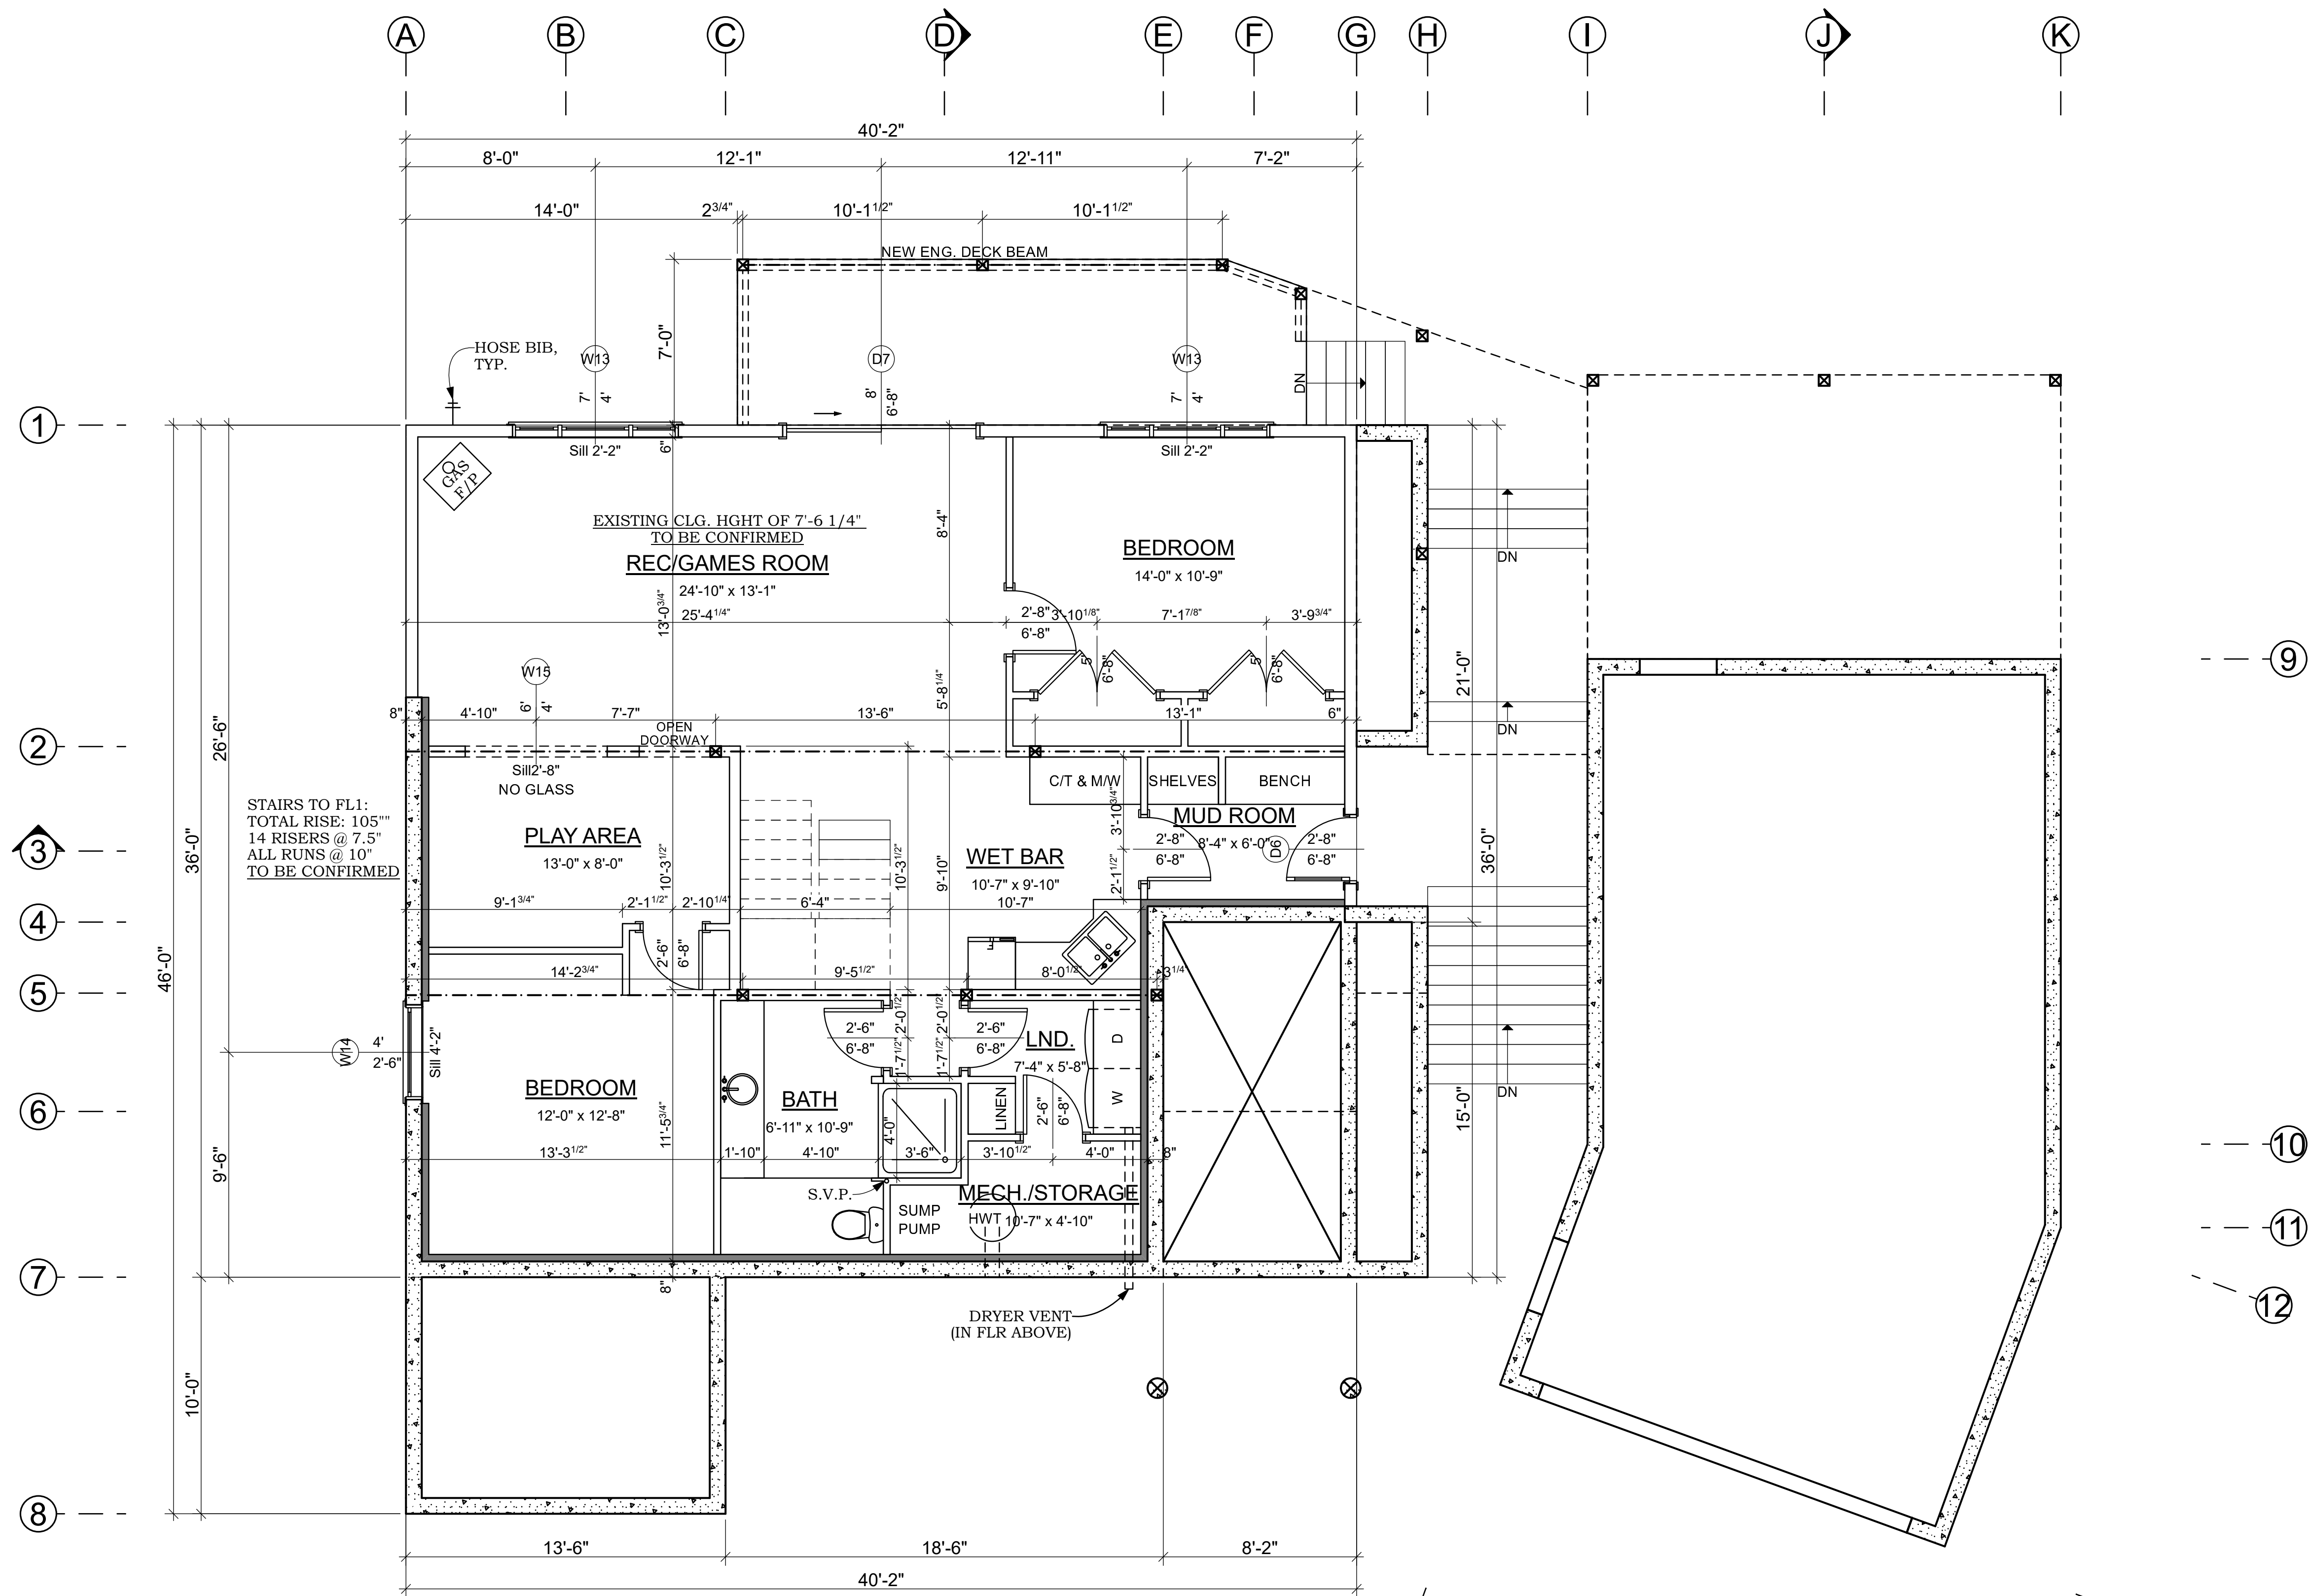 A B C D E F G H I J K
40'-2"
8'-0" 12'-1" 12'-11" 7'-2"
14'-0" 2 3/4" 10'-1 1/2" 10'-1 1/2"
NEW ENG. DECK BEAM
HOSE BIB,
TYP.
W13
7'
4'
7'-0"
D7
8'
6'-8"
W13
7'
4'
DN
1
Sill 2'-2"
6"
Sill 2'-2"
GAS
F/P
EXISTING CLG. HGHT OF 7'-6 1/4"
TO BE CONFIRMED
REC/GAMES ROOM
24'-10" x 13'-1"
25'-4 1/4"
13'-0 3/4"
8'-4"
BEDROOM
14'-0" x 10'-9"
2'-8"
6'-8"
3'-10 1/8" 7'-1 7/8" 3'-9 3/4"
5'
6'-8"
5'
6'-8"
5'-8 1/4"
DN
21'-0"
9
W15
6'
4'
8" 4'-10" 7'-7" 13'-6" 13'-1" 6"
OPEN
DOORWAY
DN
2
26'-6"
Sill2'-8"
NO GLASS
C/T & M/W SHELVES BENCH
STAIRS TO FL1:
TOTAL RISE: 105""
14 RISERS @ 7.5"
ALL RUNS @ 10"
TO BE CONFIRMED
3
36'-0"
PLAY AREA
13'-0" x 8'-0"
10'-3 1/2"
10'-3 1/2"
9'-10"
WET BAR
10'-7" x 9'-10"
3'-10 3/4"
2'-1 1/2"
MUD ROOM
8'-4" x 6'-0"
2'-8"
6'-8"
D6
2'-8"
6'-8"
36'-0"
4
9'-1 3/4" 2'-1 1/2" 2'-10 1/4" 6'-4" 10'-7"
2'-6"
6'-8"
46'-0"
5
14'-2 3/4" 9'-5 1/2" 8'-0 1/2" 3 1/4"
W14
4'
2'-6"
Sill 4'-2"
2'-6"
6'-8"
2'-0 1/2"
1'-7 1/2"
2'-0 1/2"
1'-7 1/2"
2'-6"
6'-8"
LND.
7'-4" x 5'-8"
D
W
DN
15'-0"
6
BEDROOM
12'-0" x 12'-8"
11'-5 3/4"
BATH
6'-11" x 10'-9"
4'-0"
LINEN
2'-6"
6'-8"
10
9'-6"
13'-3 1/2" 1'-10" 4'-10" 3'-6" 3'-10 1/2" 4'-0" 8"
S.V.P.
SUMP
PUMP
MECH./STORAGE
HWT
10'-7" x 4'-10"
11
7
8"
12
DRYER VENT
(IN FLR ABOVE)
10'-0"
8
13'-6" 18'-6" 8'-2"
40'-2"